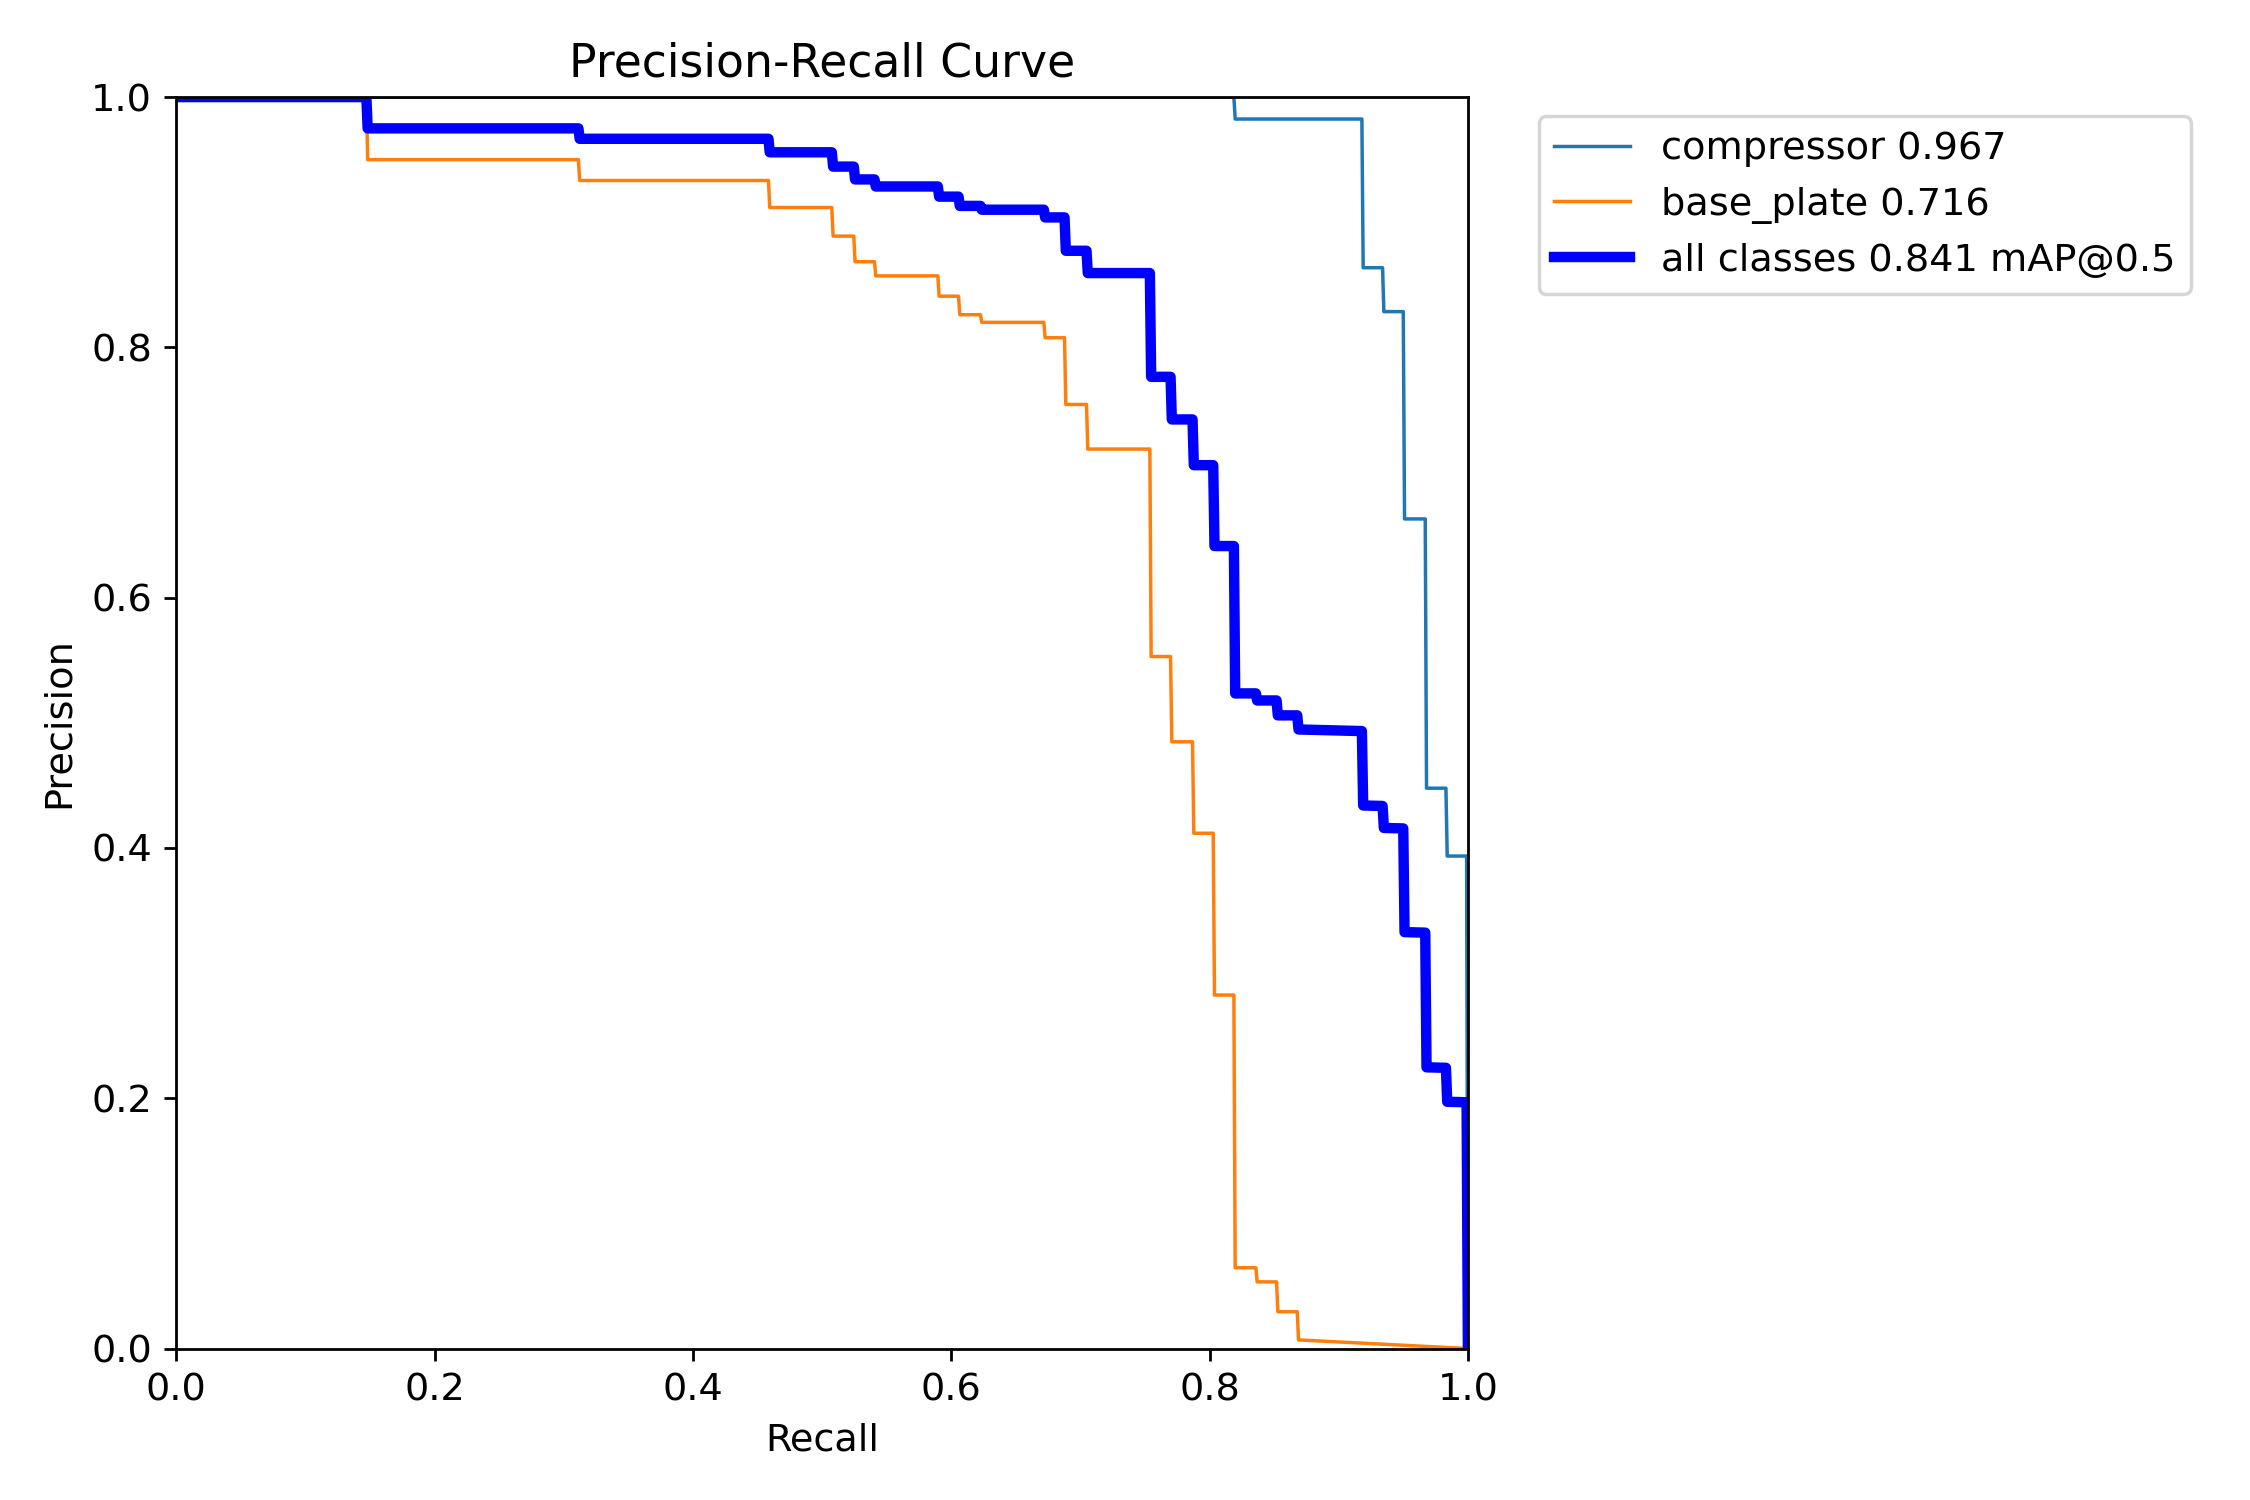 Precision-Recall Curve
1.0
0.8
0.6
0.4
0.2
0.0
Precision
0.0 0.2 0.4 0.6 0.8 1.0
Recall
compressor 0.967
base_plate 0.716
all classes 0.841 mAP@0.5